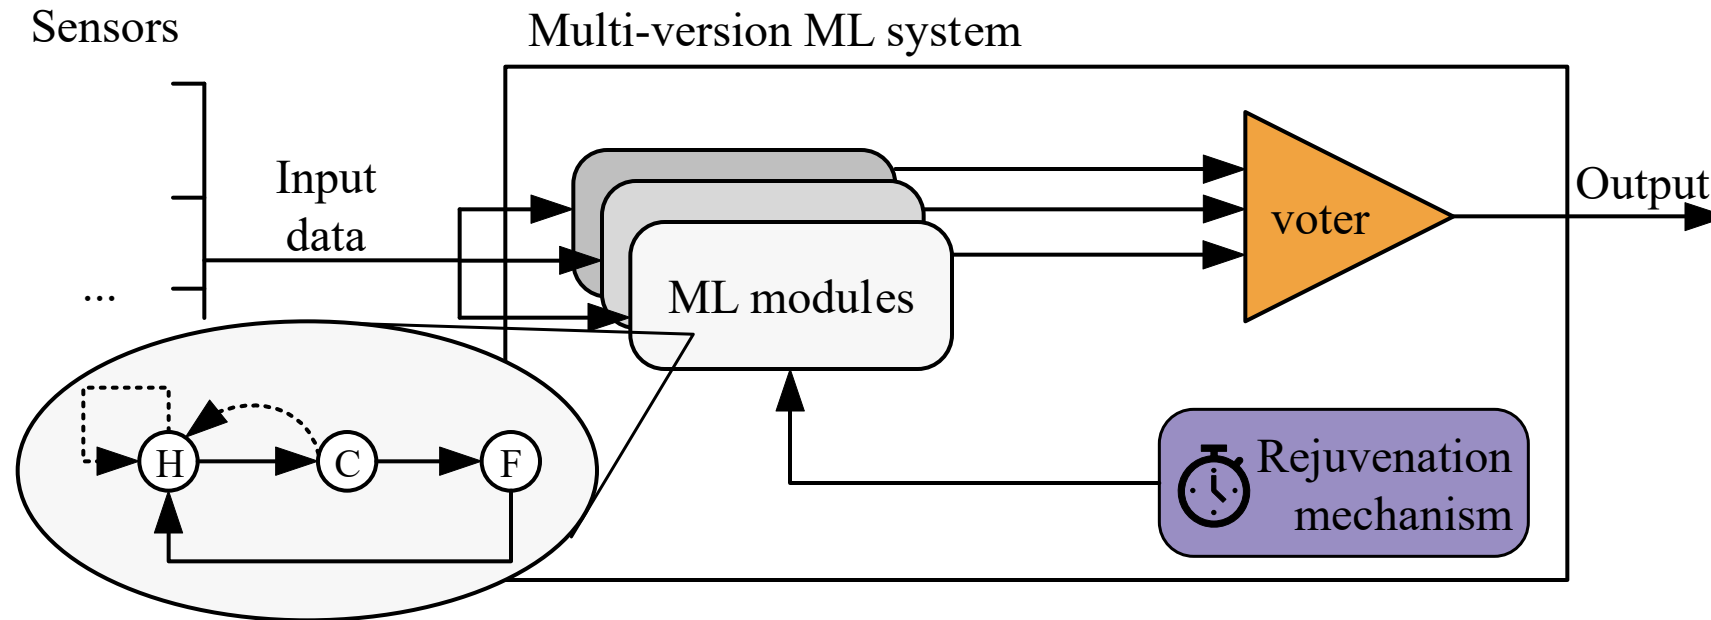 Sensors
Multi-version ML system
Input
data
Output
voter
ML modules
...
H
C
F
Rejuvenation
mechanism